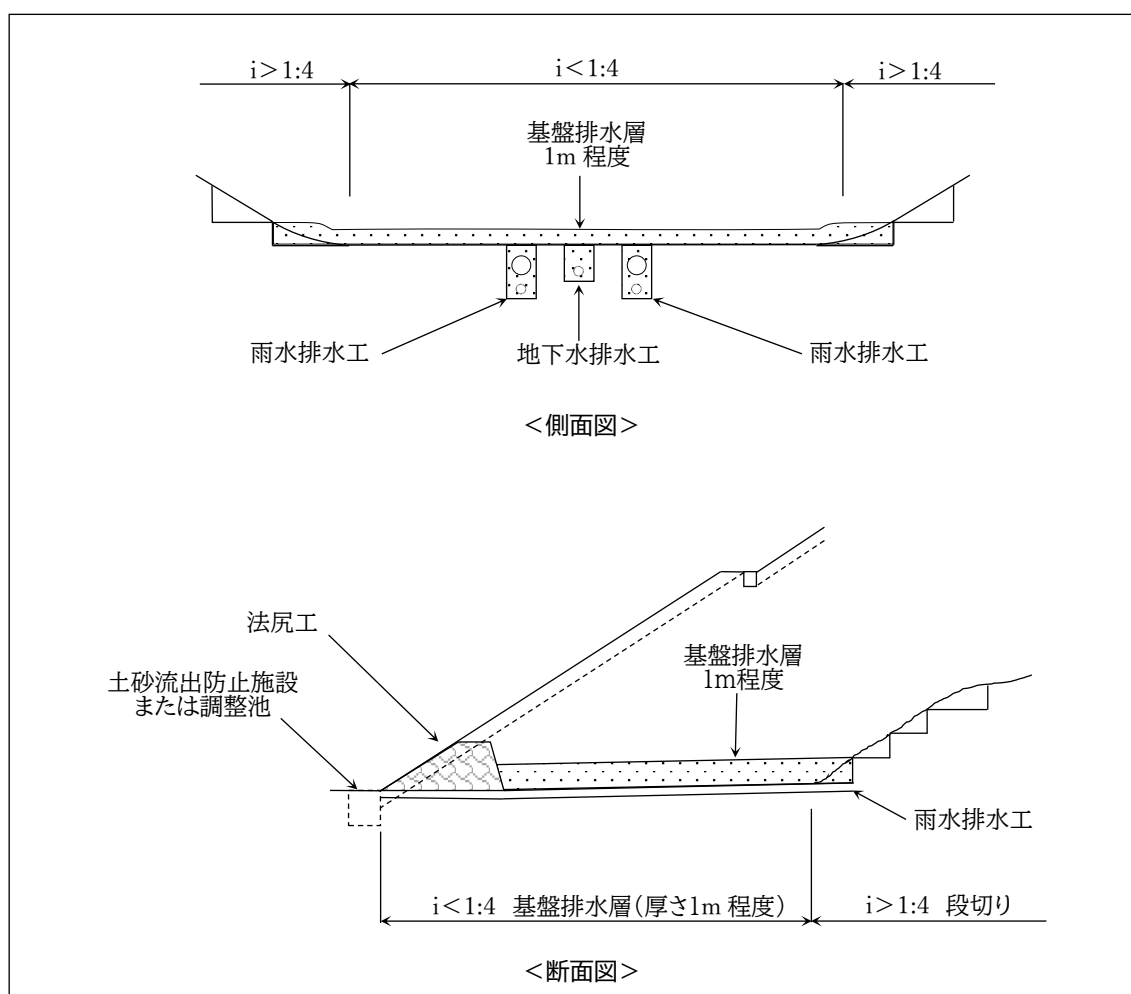 i>1:4
i<1:4
i>1:4
基盤排水層
1m 程度
雨水排水工
地下水排水工
雨水排水工
<側面図>
法尻工
土砂流出防止施設
または調整池
基盤排水層
1m程度
雨水排水工
i<1:4 基盤排水層(厚さ1m 程度)
i>1:4 段切り
<断面図>